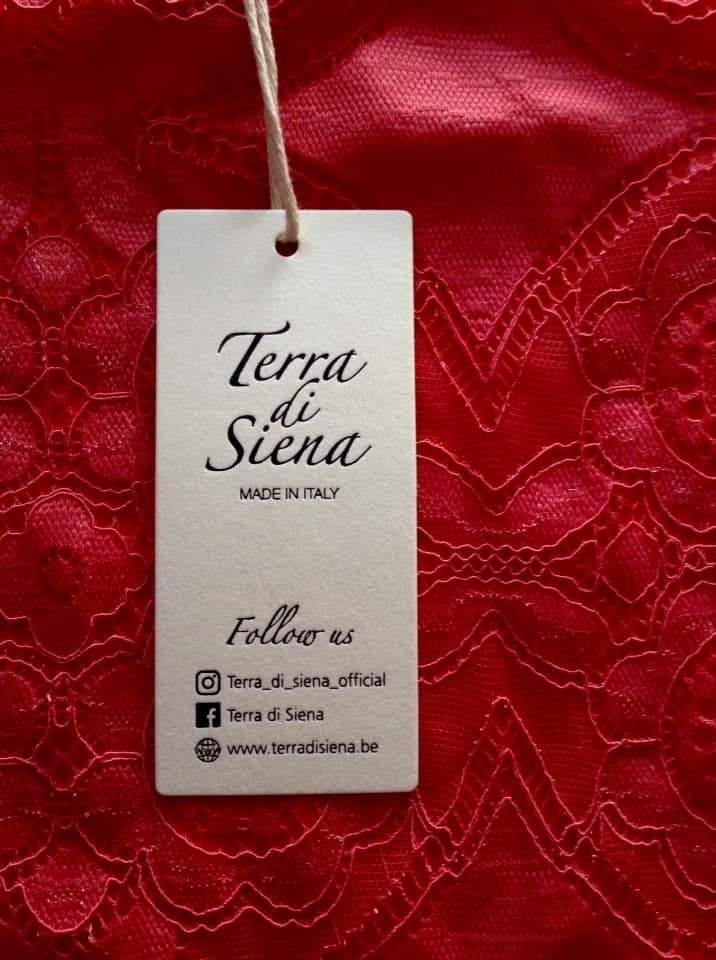 Terra
di
Siena
MADE IN ITALY
Follow us
Terra_di_siena_official
Terra di Siena
www.terradisiena.be